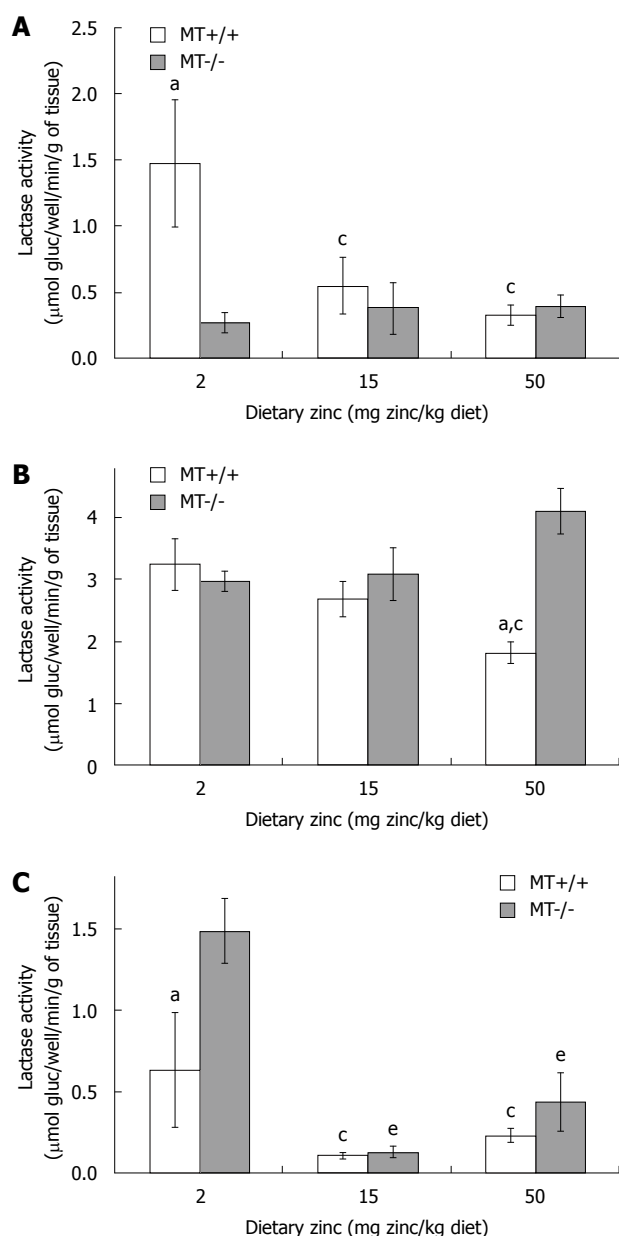 A
MT+/+
MT-/-
Lactase activity
(μmol gluc/well/min/g of tissue)
2.5
2.0
1.5
1.0
0.5
0.0
a
c
c
2
15
50
Dietary zinc (mg zinc/kg diet)
B
MT+/+
MT-/-
Lactase activity
(μmol gluc/well/min/g of tissue)
4
3
2
1
0
a,c
2
15
50
Dietary zinc (mg zinc/kg diet)
C
MT+/+
MT-/-
Lactase activity
(μmol gluc/well/min/g of tissue)
1.5
1.0
0.5
0.0
a
c
e
c
e
2
15
50
Dietary zinc (mg zinc/kg diet)